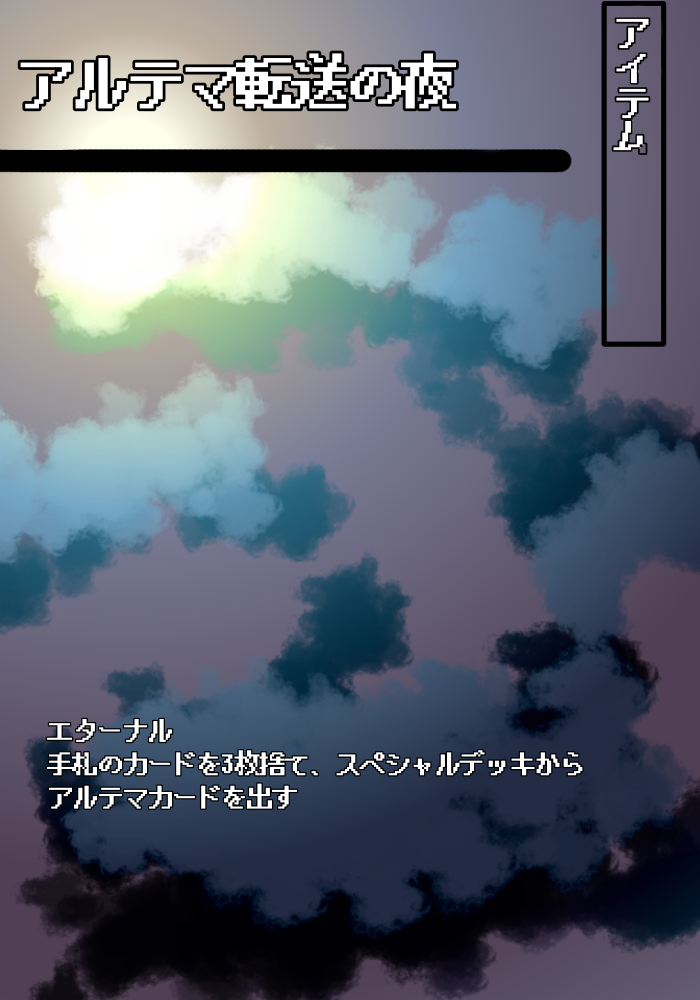 アルテマ転送の夜
アイテム
エターナル
手札のカードを3枚捨て、スペシャルデッキから
アルテマカードを出す